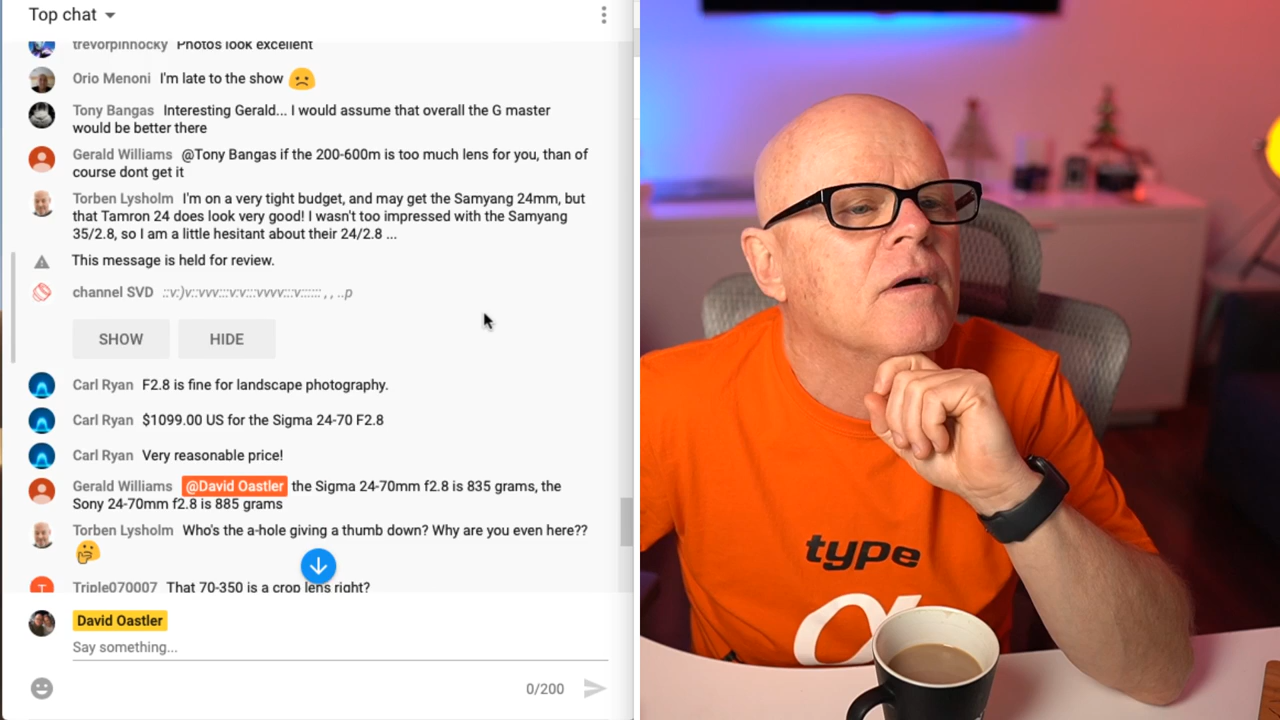 Top chat
trevorpinnocky Photos look excellent
Orio Menoni I'm late to the show
Tony Bangas Interesting Gerald... I would assume that overall the G master
would be better there
Gerald Williams @Tony Bangas if the 200-600m is too much lens for you, than of
course dont get it
Torben Lysholm I'm on a very tight budget, and may get the Samyang 24mm, but
that Tamron 24 does look very good! I wasn't too impressed with the Samyang
35/2.8, so I am a little hesitant about their 24/2.8 ...
This message is held for review.
channel SVD ::v:)v::vvv:::v:v:::vvvv:::v:::::: , , ..p
SHOW HIDE
Carl Ryan F2.8 is fine for landscape photography.
Carl Ryan $1099.00 US for the Sigma 24-70 F2.8
Carl Ryan Very reasonable price!
Gerald Williams @David Oastler the Sigma 24-70mm f2.8 is 835 grams, the
Sony 24-70mm f2.8 is 885 grams
Torben Lysholm Who's the a-hole giving a thumb down? Why are you even here??
T Triple070007 That 70-350 is a crop lens right?
David Oastler
Say something...
0/200
type
α